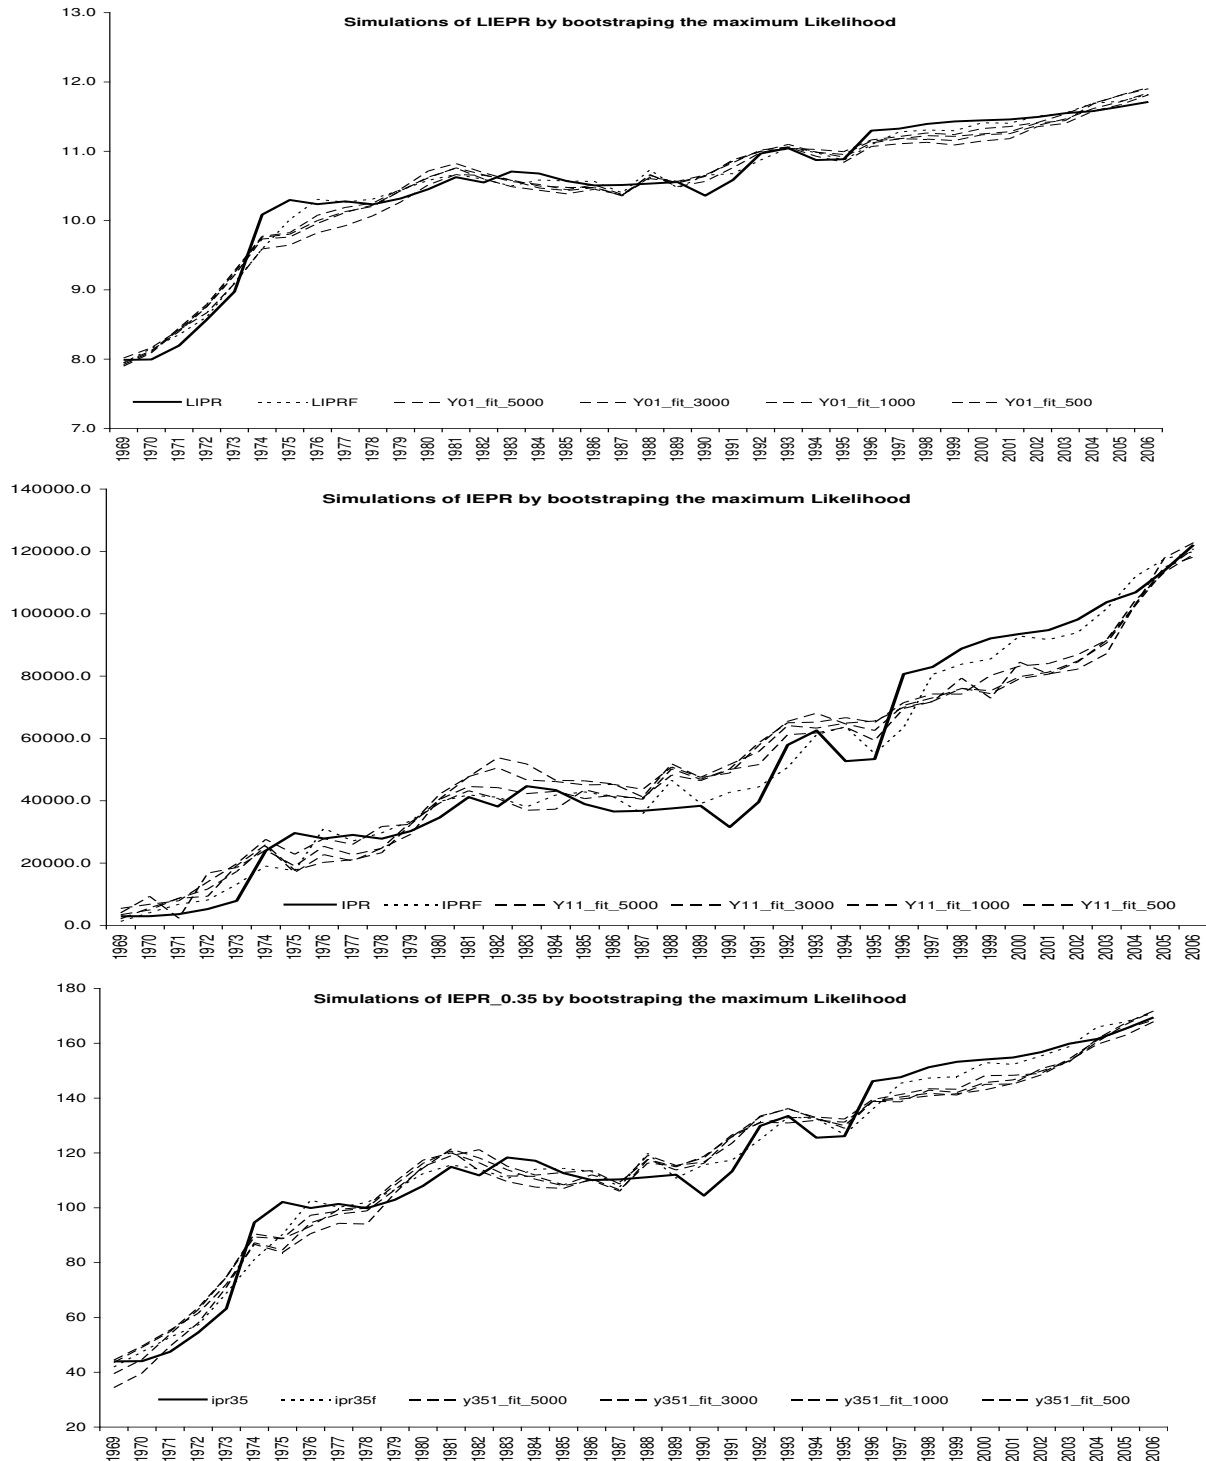 Simulations of LIEPR by bootstraping the maximum Likelihood
13.0
12.0
11.0
10.0
9.0
8.0
7.0
LIPR LIPRF Y01_fit_5000 Y01_fit_3000 Y01_fit_1000 Y01_fit_500
1969 1970 1971 1972 1973 1974 1975 1976 1977 1978 1979 1980 1981 1982 1983 1984 1985 1986 1987 1988 1989 1990 1991 1992 1993 1994 1995 1996 1997 1998 1999 2000 2001 2002 2003 2004 2005 2006
Simulations of IEPR by bootstraping the maximum Likelihood
140000.0
120000.0
100000.0
80000.0
60000.0
40000.0
20000.0
0.0
IPR IPRF Y11_fit_5000 Y11_fit_3000 Y11_fit_1000 Y11_fit_500
1969 1970 1971 1972 1973 1974 1975 1976 1977 1978 1979 1980 1981 1982 1983 1984 1985 1986 1987 1988 1989 1990 1991 1992 1993 1994 1995 1996 1997 1998 1999 2000 2001 2002 2003 2004 2005 2006
Simulations of IEPR_0.35 by bootstraping the maximum Likelihood
180
160
140
120
100
80
60
40
20
ipr35 ipr35f y351_fit_5000 y351_fit_3000 y351_fit_1000 y351_fit_500
1969 1970 1971 1972 1973 1974 1975 1976 1977 1978 1979 1980 1981 1982 1983 1984 1985 1986 1987 1988 1989 1990 1991 1992 1993 1994 1995 1996 1997 1998 1999 2000 2001 2002 2003 2004 2005 2006